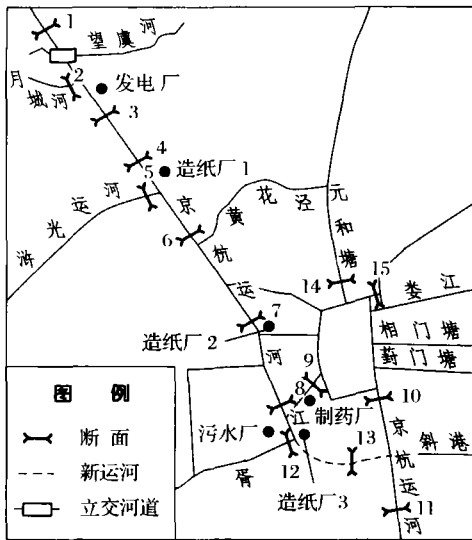 1
望虞河
月城河
2
发电厂
3
4
造纸厂1
5
浒光运河
京杭运河
黄花泾
元和塘
6
14
15
娄江
7
造纸厂2
相门塘
葑门塘
9
8
制药厂
10
图 例
断面
新运河
立交河道
污水厂
胥江
12
13
斜港
造纸厂3
京杭运河
11